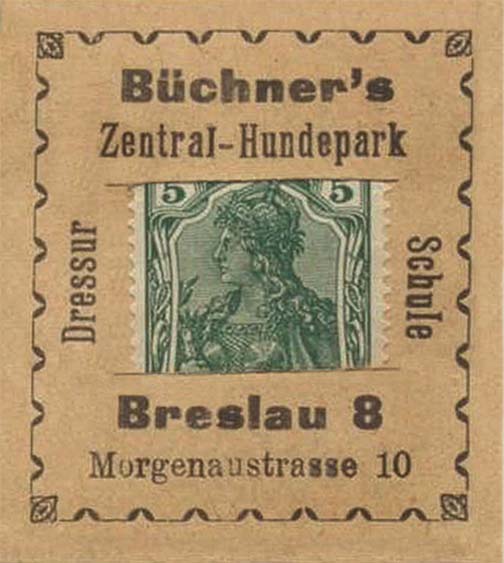 Büchner's
Zentral-Hundepark
5 5
Dressur
Schule
Breslau 8
Morgenaustrasse 10